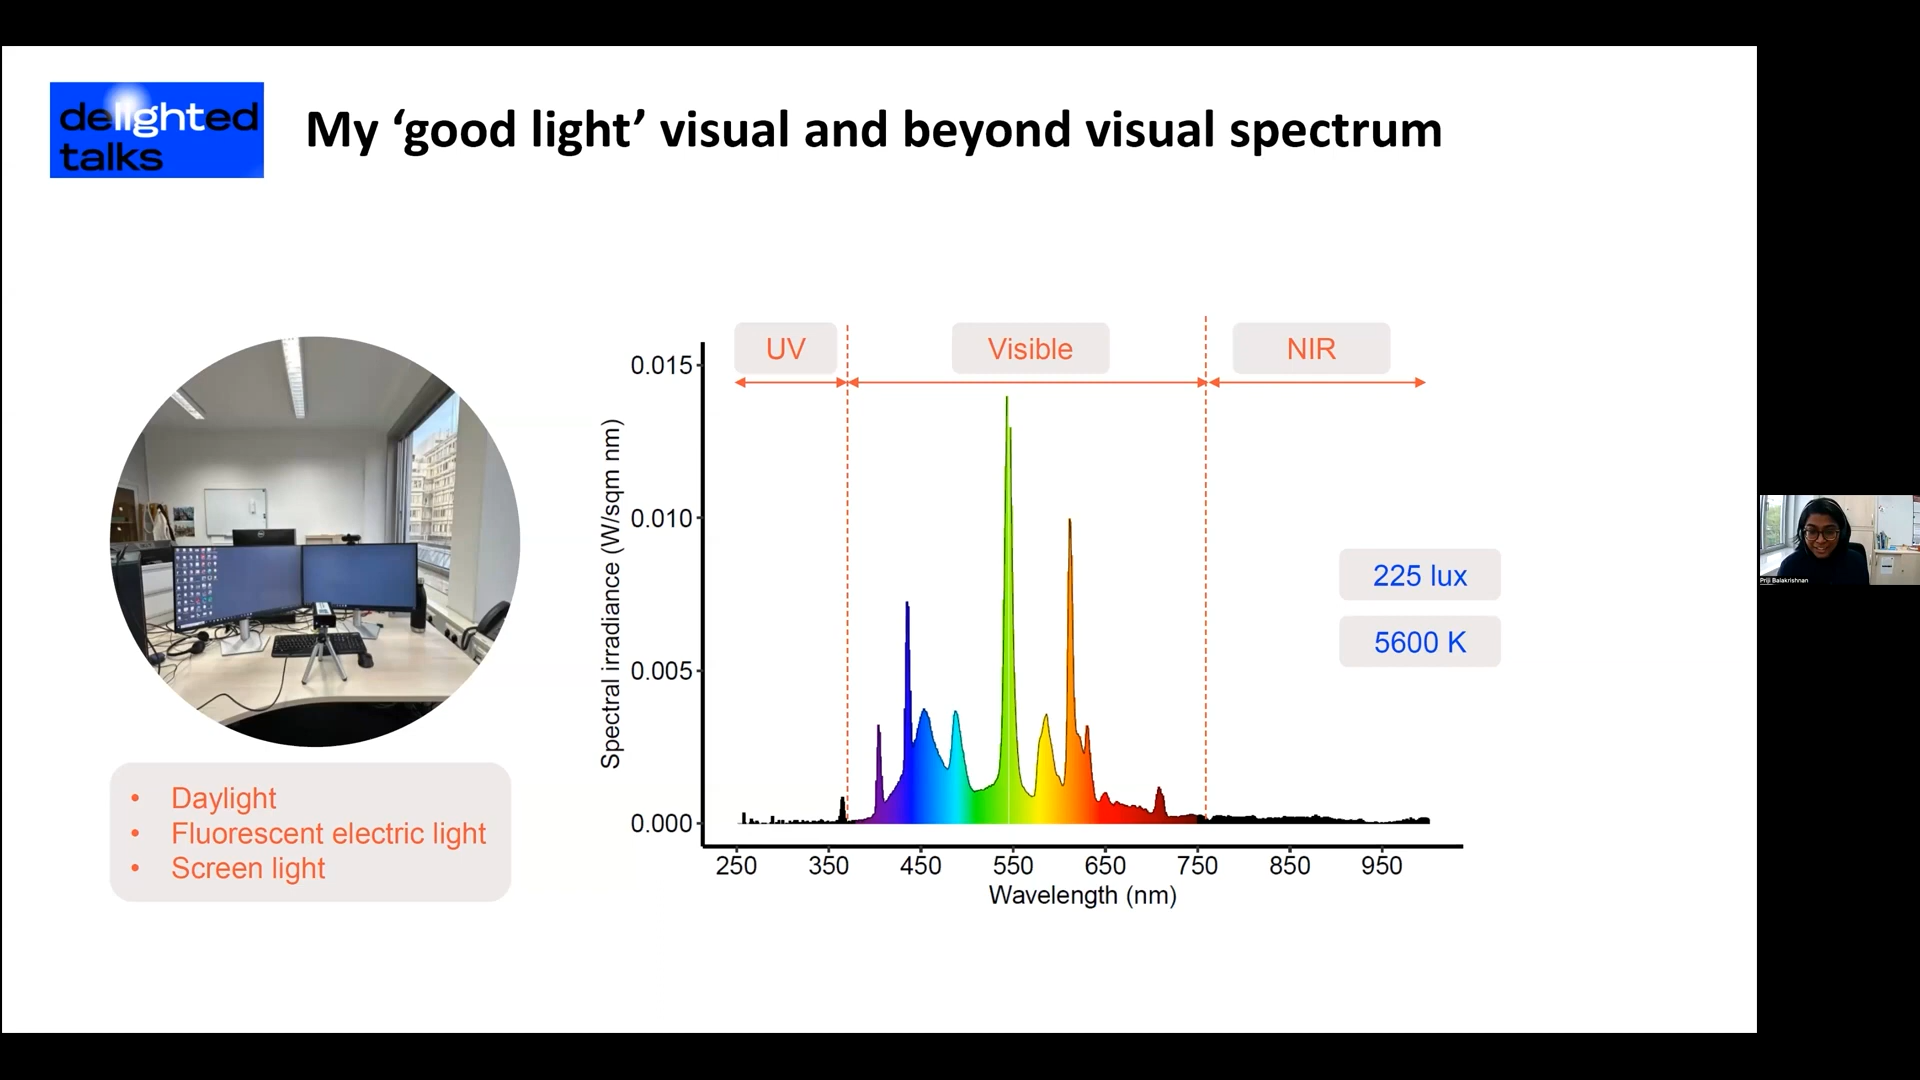 delighted
talks
My ‘good light’ visual and beyond visual spectrum
UV
Visible
NIR
0.015
0.010
0.005
0.000
Spectral irradiance (W/sqm nm)
250 350 450 550 650 750 850 950
Wavelength (nm)
225 lux
5600 K
• Daylight
• Fluorescent electric light
• Screen light
Priji Balakrishnan